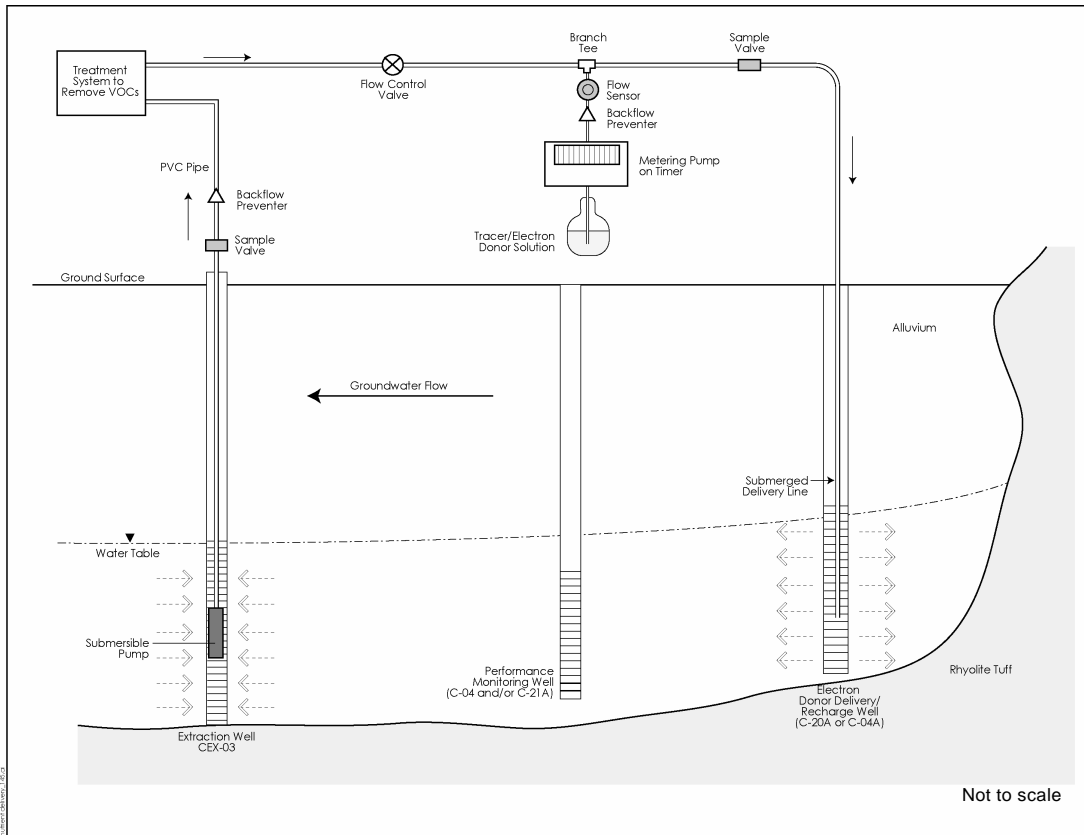 Treatment
System to
Remove VOCs
Flow Control
Valve
Branch
Tee
Flow
Sensor
Backflow
Preventer
Sample
Valve
Metering Pump
on Timer
Tracer/Electron
Donor Solution
PVC Pipe
Backflow
Preventer
Sample
Valve
Ground Surface
Alluvium
Groundwater Flow
Submerged
Delivery Line
Water Table
Submersible
Pump
Performance
Monitoring Well
(C-04 and/or C-21A)
Rhyolite Tuff
Electron
Donor Delivery/
Recharge Well
(C-20A or C-04A)
Extraction Well
CEX-03
Not to scale